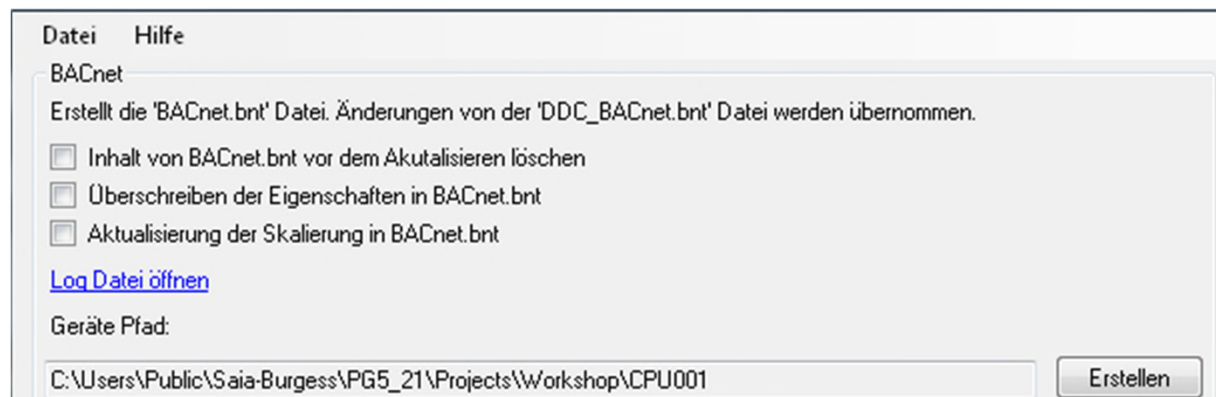 Datei Hilfe
BACnet
Erstellt die 'BACnet.bnt' Datei. Änderungen von der 'DDC_BACnet.bnt' Datei werden übernommen.
Inhalt von BACnet.bnt vor dem Akutalisieren löschen
Überschreiben der Eigenschaften in BACnet.bnt
Aktualisierung der Skalierung in BACnet.bnt
Log Datei öffnen
Geräte Pfad:
C:\Users\Public\Saia-Burgess\PG5_21\Projects\Workshop\CPU001 Erstellen